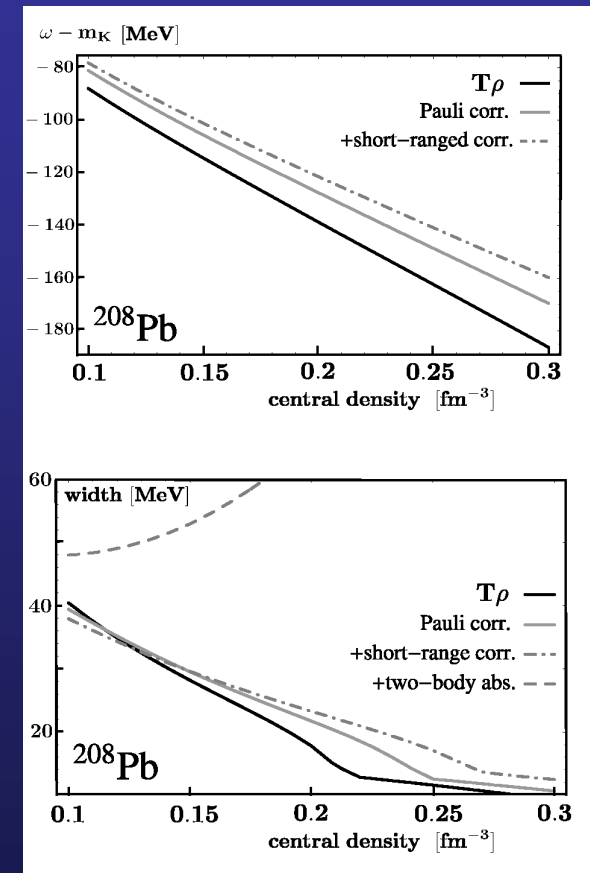 ω − m_K [MeV]
− 80
− 100
− 120
− 140
− 160
− 180
Tρ
Pauli corr.
+short−ranged corr.
²⁰⁸Pb
0.1 0.15 0.2 0.25 0.3
central density [fm⁻³]
60
40
20
width [MeV]
Tρ
Pauli corr.
+short−range corr.
+two−body abs.
²⁰⁸Pb
0.1 0.15 0.2 0.25 0.3
central density [fm⁻³]